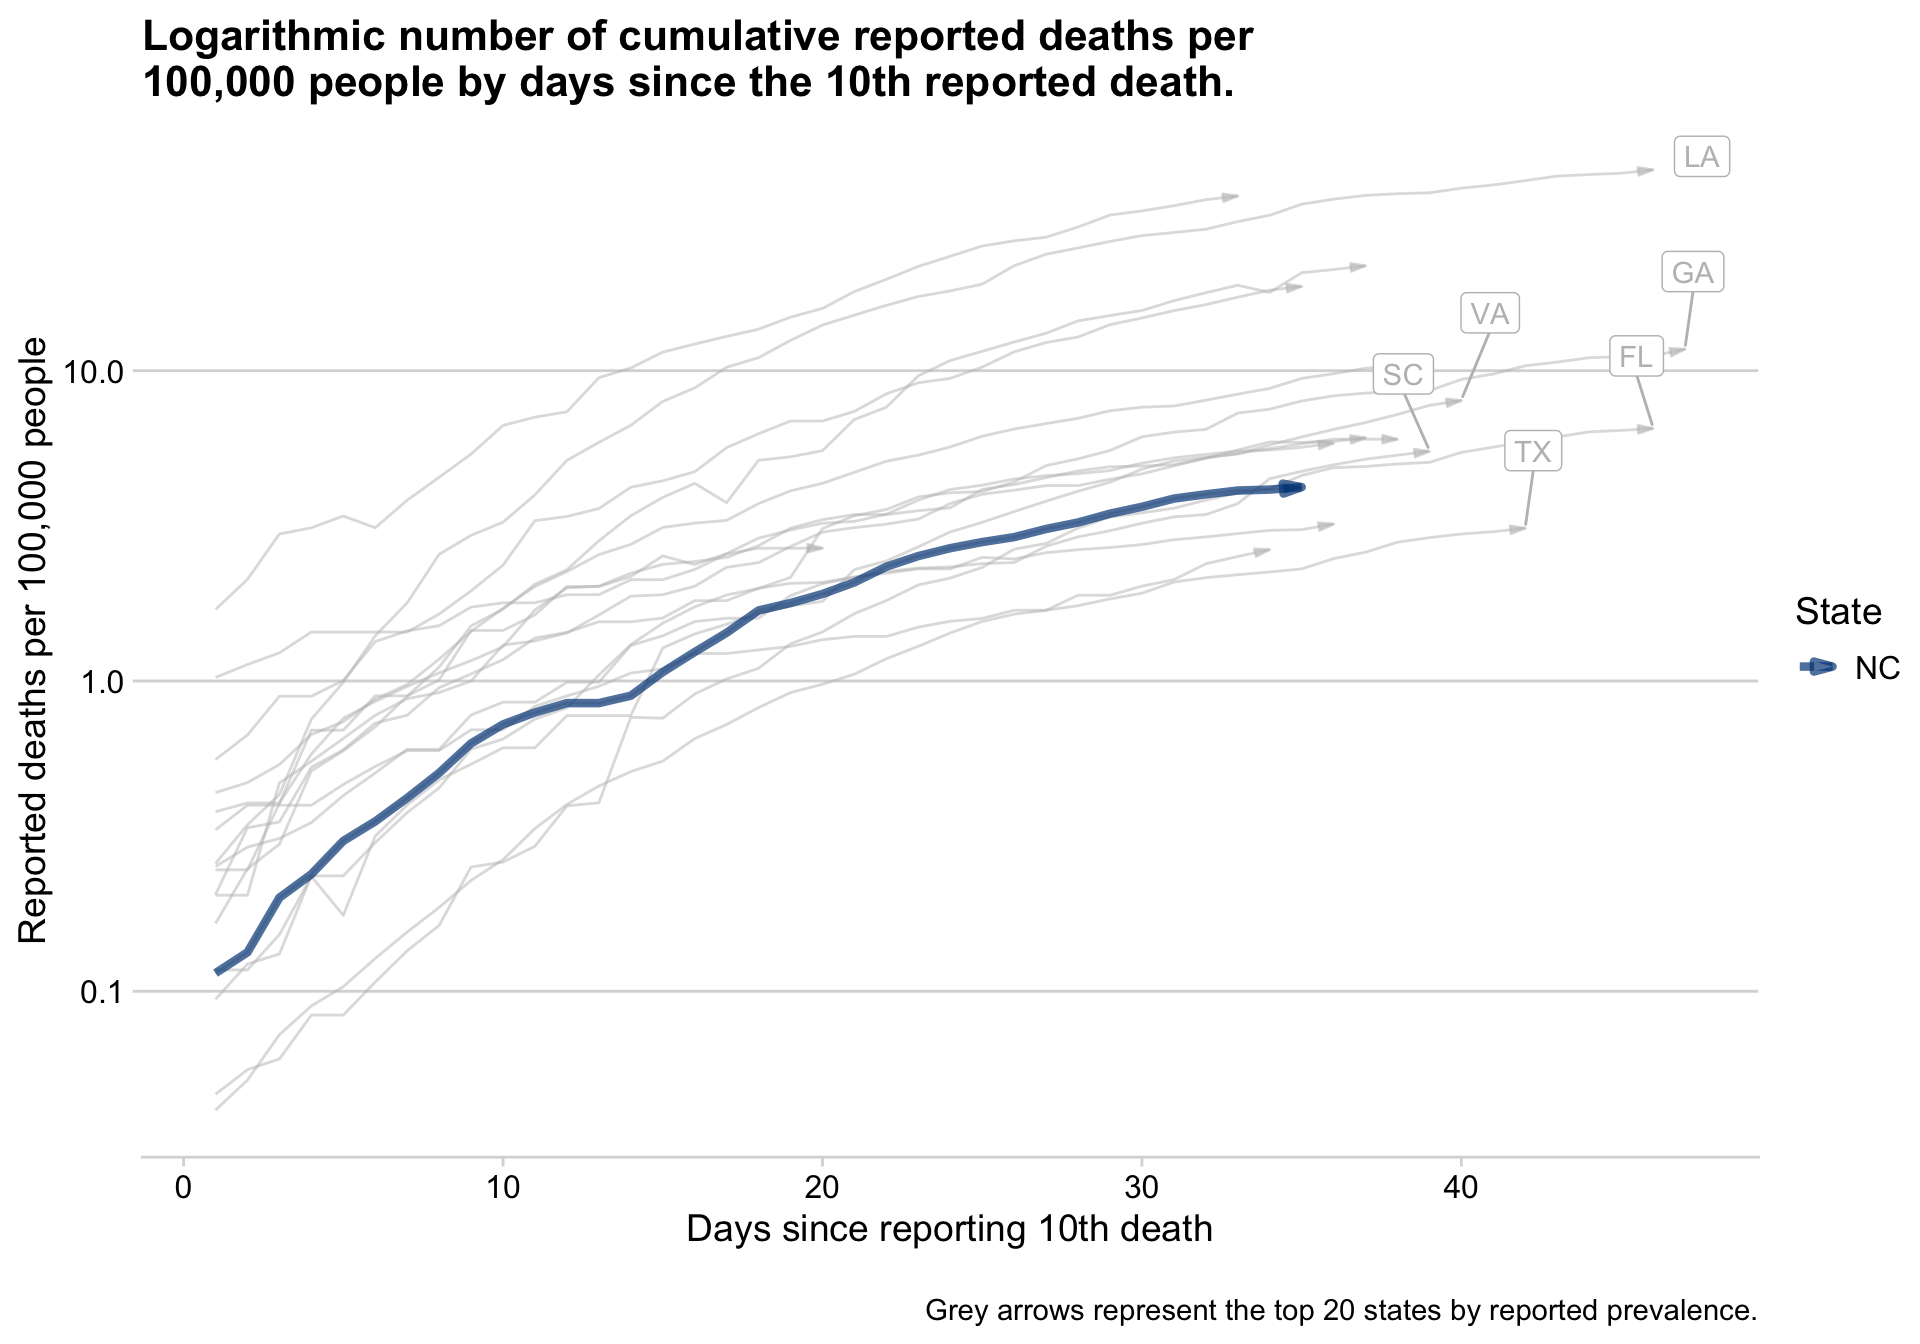 Logarithmic number of cumulative reported deaths per
100,000 people by days since the 10th reported death.
LA
GA
VA
FL
SC
TX
Reported deaths per 100,000 people
10.0
1.0
0.1
State
NC
0
10
20
30
40
Days since reporting 10th death
Grey arrows represent the top 20 states by reported prevalence.